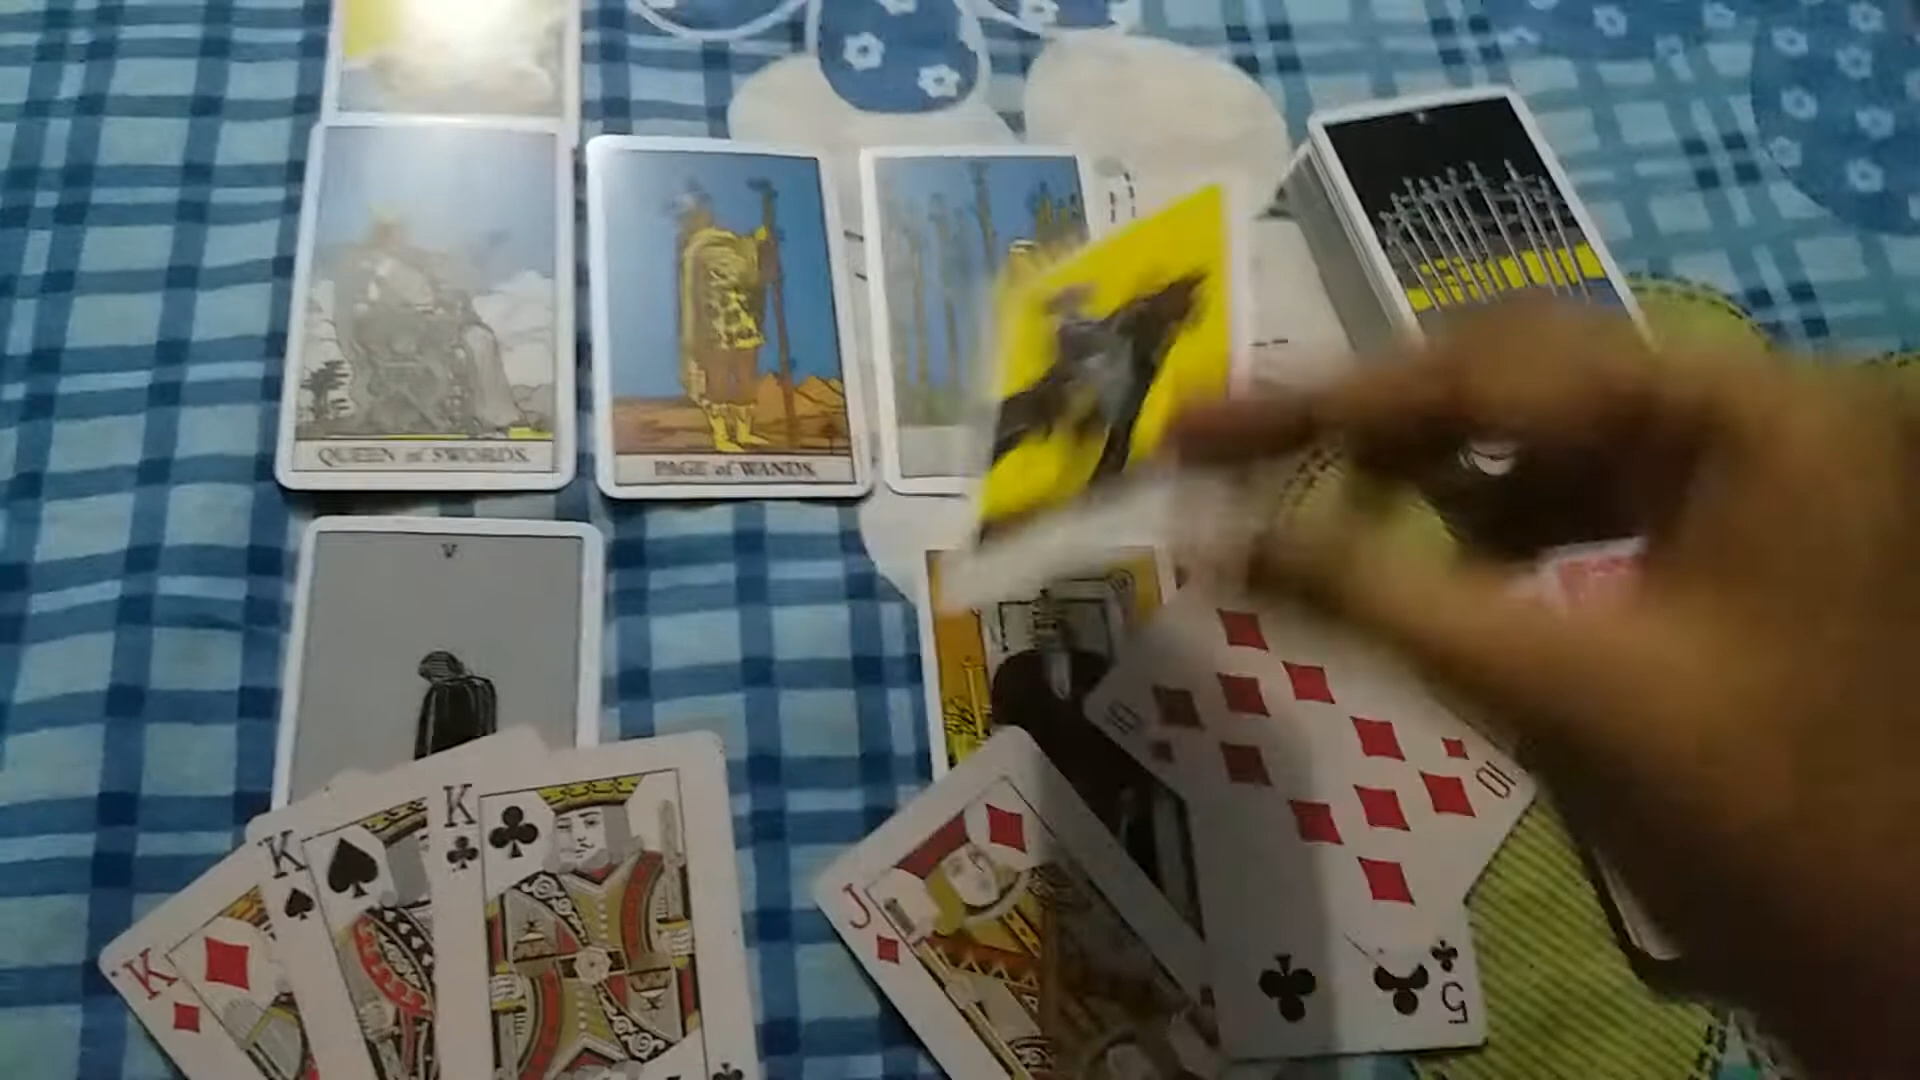 QUEEN of SWORDS.
PAGE of WANDS.
V
K
K
K
J
10
5